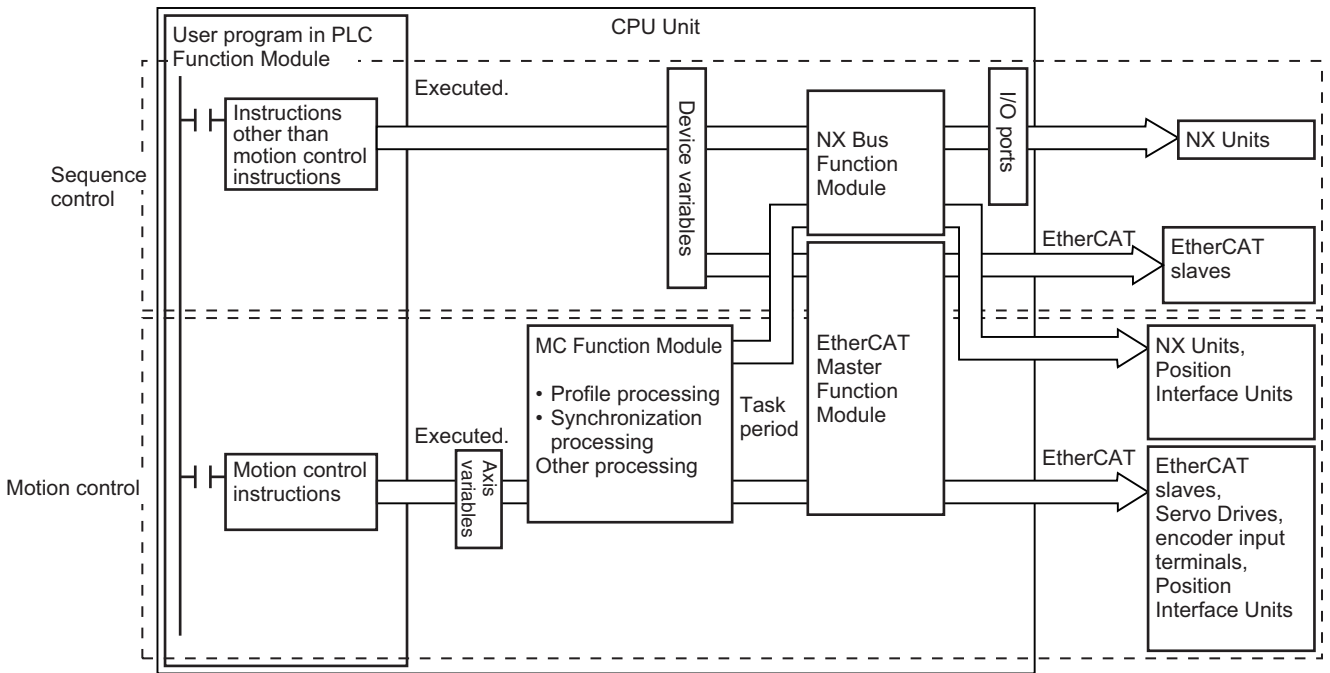 CPU Unit
User program in PLC
Function Module
Executed.
Instructions
other than
motion control
instructions
Device variables
NX Bus
Function
Module
I/O ports
NX Units
Sequence
control
EtherCAT
EtherCAT
slaves
MC Function Module
• Profile processing
• Synchronization
processing
Other processing
Task
period
EtherCAT
Master
Function
Module
NX Units,
Position
Interface Units
Motion control
Motion control
instructions
Executed.
Axis
variables
EtherCAT
EtherCAT
slaves,
Servo Drives,
encoder input
terminals,
Position
Interface Units